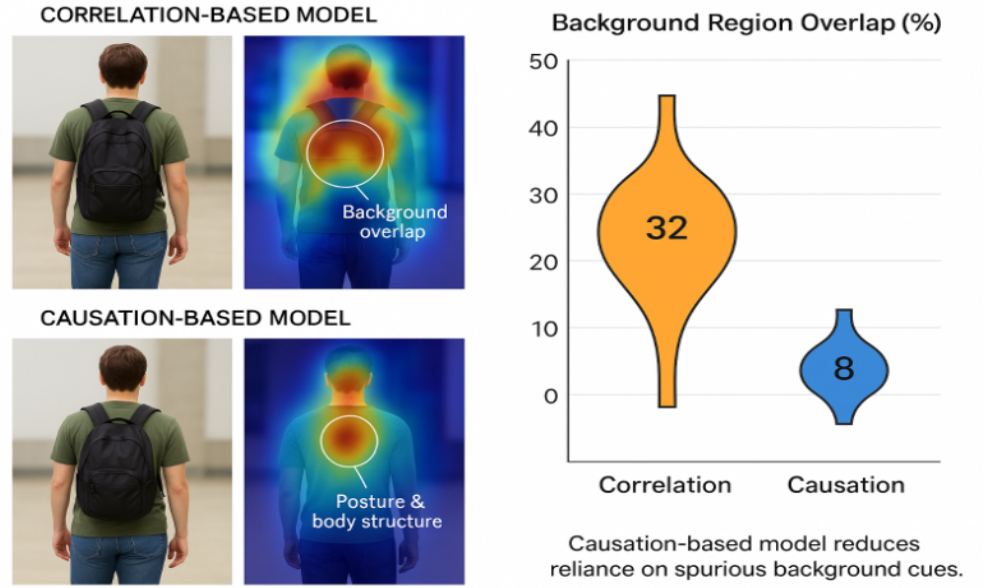 CORRELATION-BASED MODEL
Background
overlap
CAUSATION-BASED MODEL
Posture &
body structure
Background Region Overlap (%)
50
40
30
20
10
0
32
8
Correlation
Causation
Causation-based model reduces
reliance on spurious background cues.